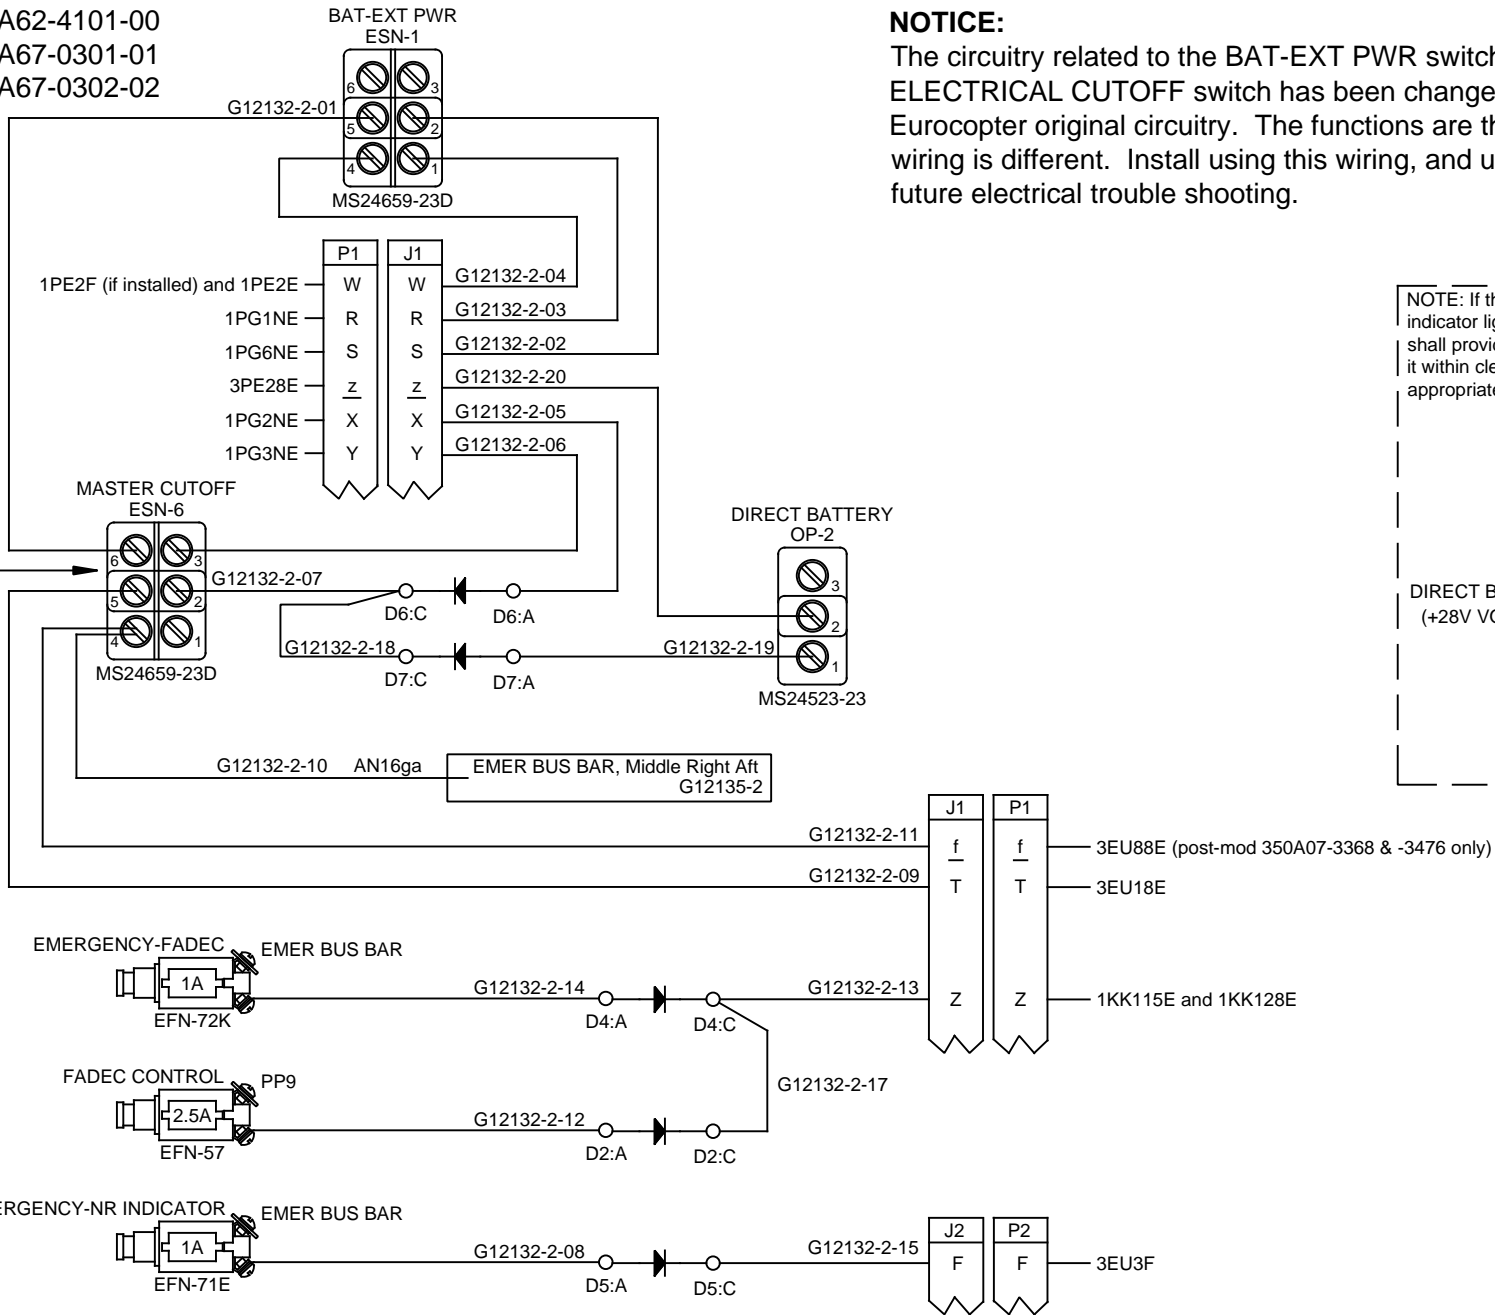 A62-4101-00
A67-0301-01
A67-0302-02
BAT-EXT PWR
ESN-1
6
3
5
2
4
1
MS24659-23D
G12132-2-01
NOTICE:
The circuitry related to the BAT-EXT PWR switch
ELECTRICAL CUTOFF switch has been change
Eurocopter original circuitry. The functions are th
wiring is different. Install using this wiring, and u
future electrical trouble shooting.
P1
J1
1PE2F (if installed) and 1PE2E
W
W
G12132-2-04
1PG1NE
R
R
G12132-2-03
1PG6NE
S
S
G12132-2-02
3PE28E
z
z
G12132-2-20
1PG2NE
X
X
G12132-2-05
1PG3NE
Y
Y
G12132-2-06
NOTE: If th
indicator lig
shall provid
it within cle
appropriate
DIRECT B
(+28V VO
MASTER CUTOFF
ESN-6
6
3
5
2
4
1
MS24659-23D
G12132-2-07
D6:C
D6:A
G12132-2-18
D7:C
D7:A
G12132-2-19
DIRECT BATTERY
OP-2
3
2
1
MS24523-23
G12132-2-10
AN16ga
EMER BUS BAR, Middle Right Aft
G12135-2
J1
P1
G12132-2-11
f
f
3EU88E (post-mod 350A07-3368 & -3476 only)
G12132-2-09
T
T
3EU18E
EMERGENCY-FADEC
EMER BUS BAR
1A
EFN-72K
G12132-2-14
D4:A
D4:C
G12132-2-13
Z
Z
1KK115E and 1KK128E
FADEC CONTROL
PP9
2.5A
EFN-57
G12132-2-12
D2:A
D2:C
G12132-2-17
ERGENCY-NR INDICATOR
EMER BUS BAR
1A
EFN-71E
G12132-2-08
D5:A
D5:C
G12132-2-15
J2
P2
F
F
3EU3F